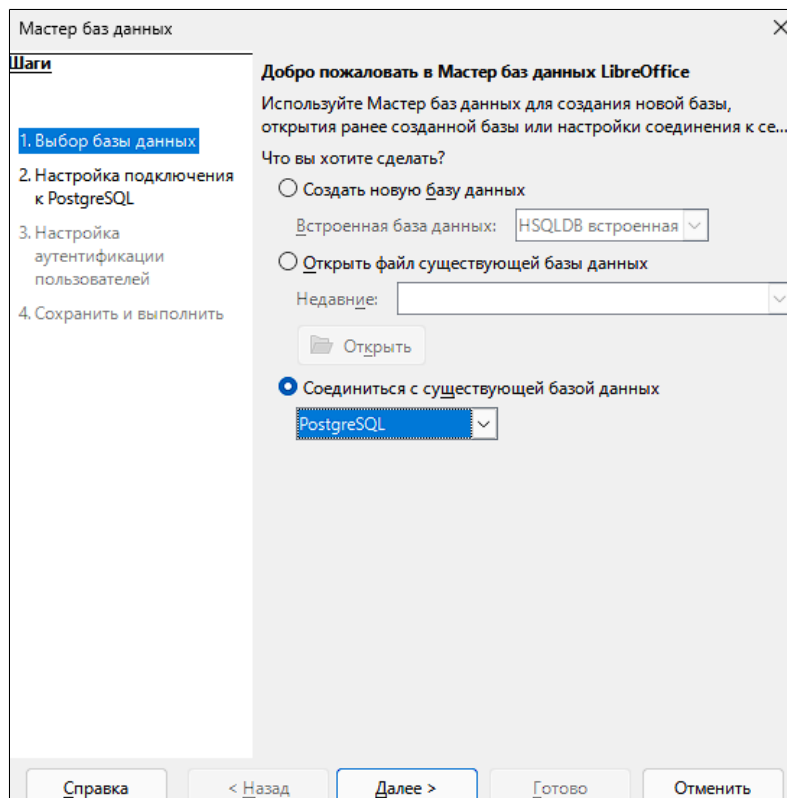 Мастер баз данных
Шаги
1. Выбор базы данных
2. Настройка подключения
к PostgreSQL
3. Настройка
аутентификации
пользователей
4. Сохранить и выполнить
Добро пожаловать в Мастер баз данных LibreOffice
Используйте Мастер баз данных для создания новой базы,
открытия ранее созданной базы или настройки соединения к се...
Что вы хотите сделать?
Создать новую базу данных
Встроенная база данных: HSQLDB встроенная
Открыть файл существующей базы данных
Недавние:
Открыть
Соединиться с существующей базой данных
PostgreSQL
Справка < Назад Далее > Готово Отменить